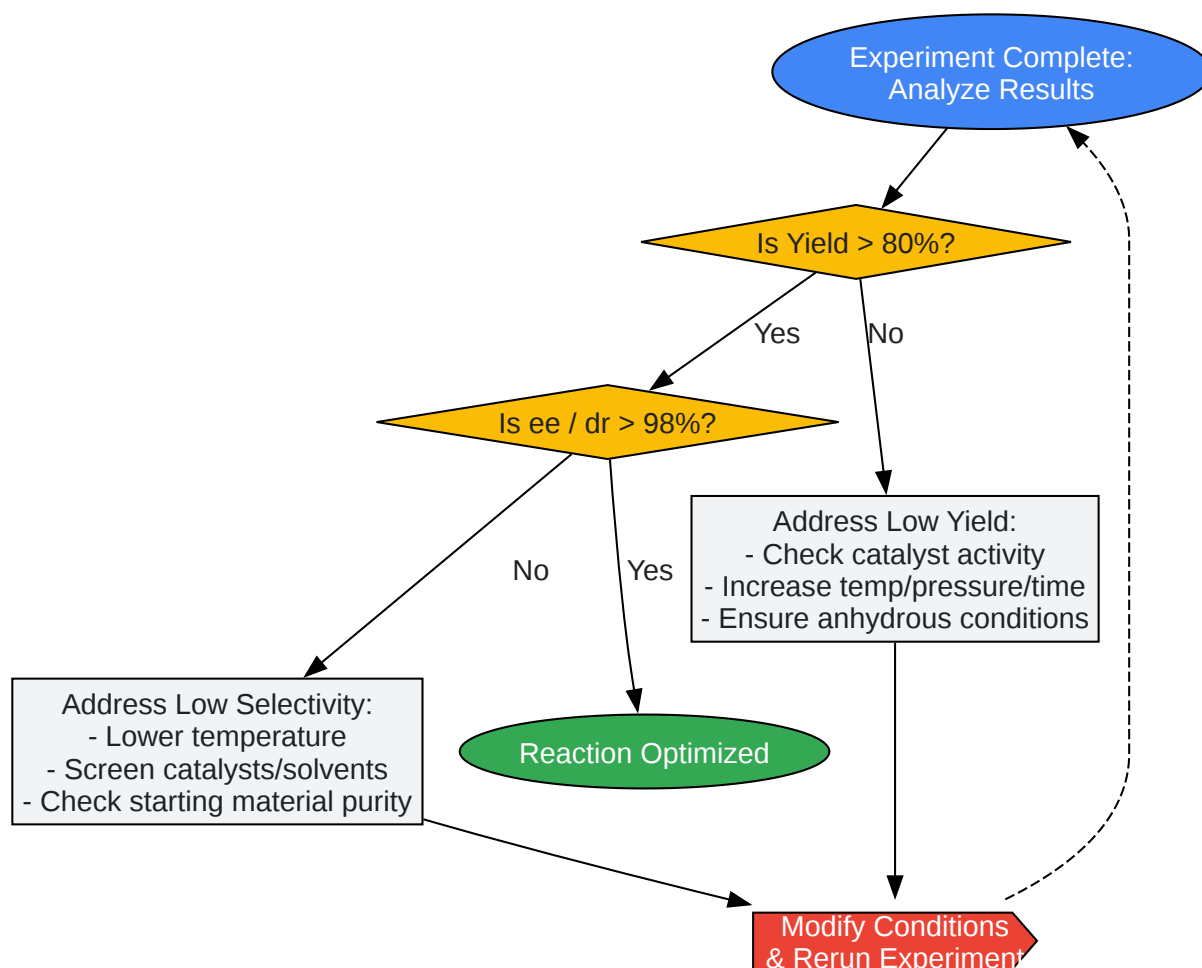 Experiment Complete:
Analyze Results
Is Yield > 80%?
Yes
No
Is ee / dr > 98%?
No
Yes
Address Low Yield:
- Check catalyst activity
- Increase temp/pressure/time
- Ensure anhydrous conditions
Address Low Selectivity:
- Lower temperature
- Screen catalysts/solvents
- Check starting material purity
Reaction Optimized
Modify Conditions
& Rerun Experiment